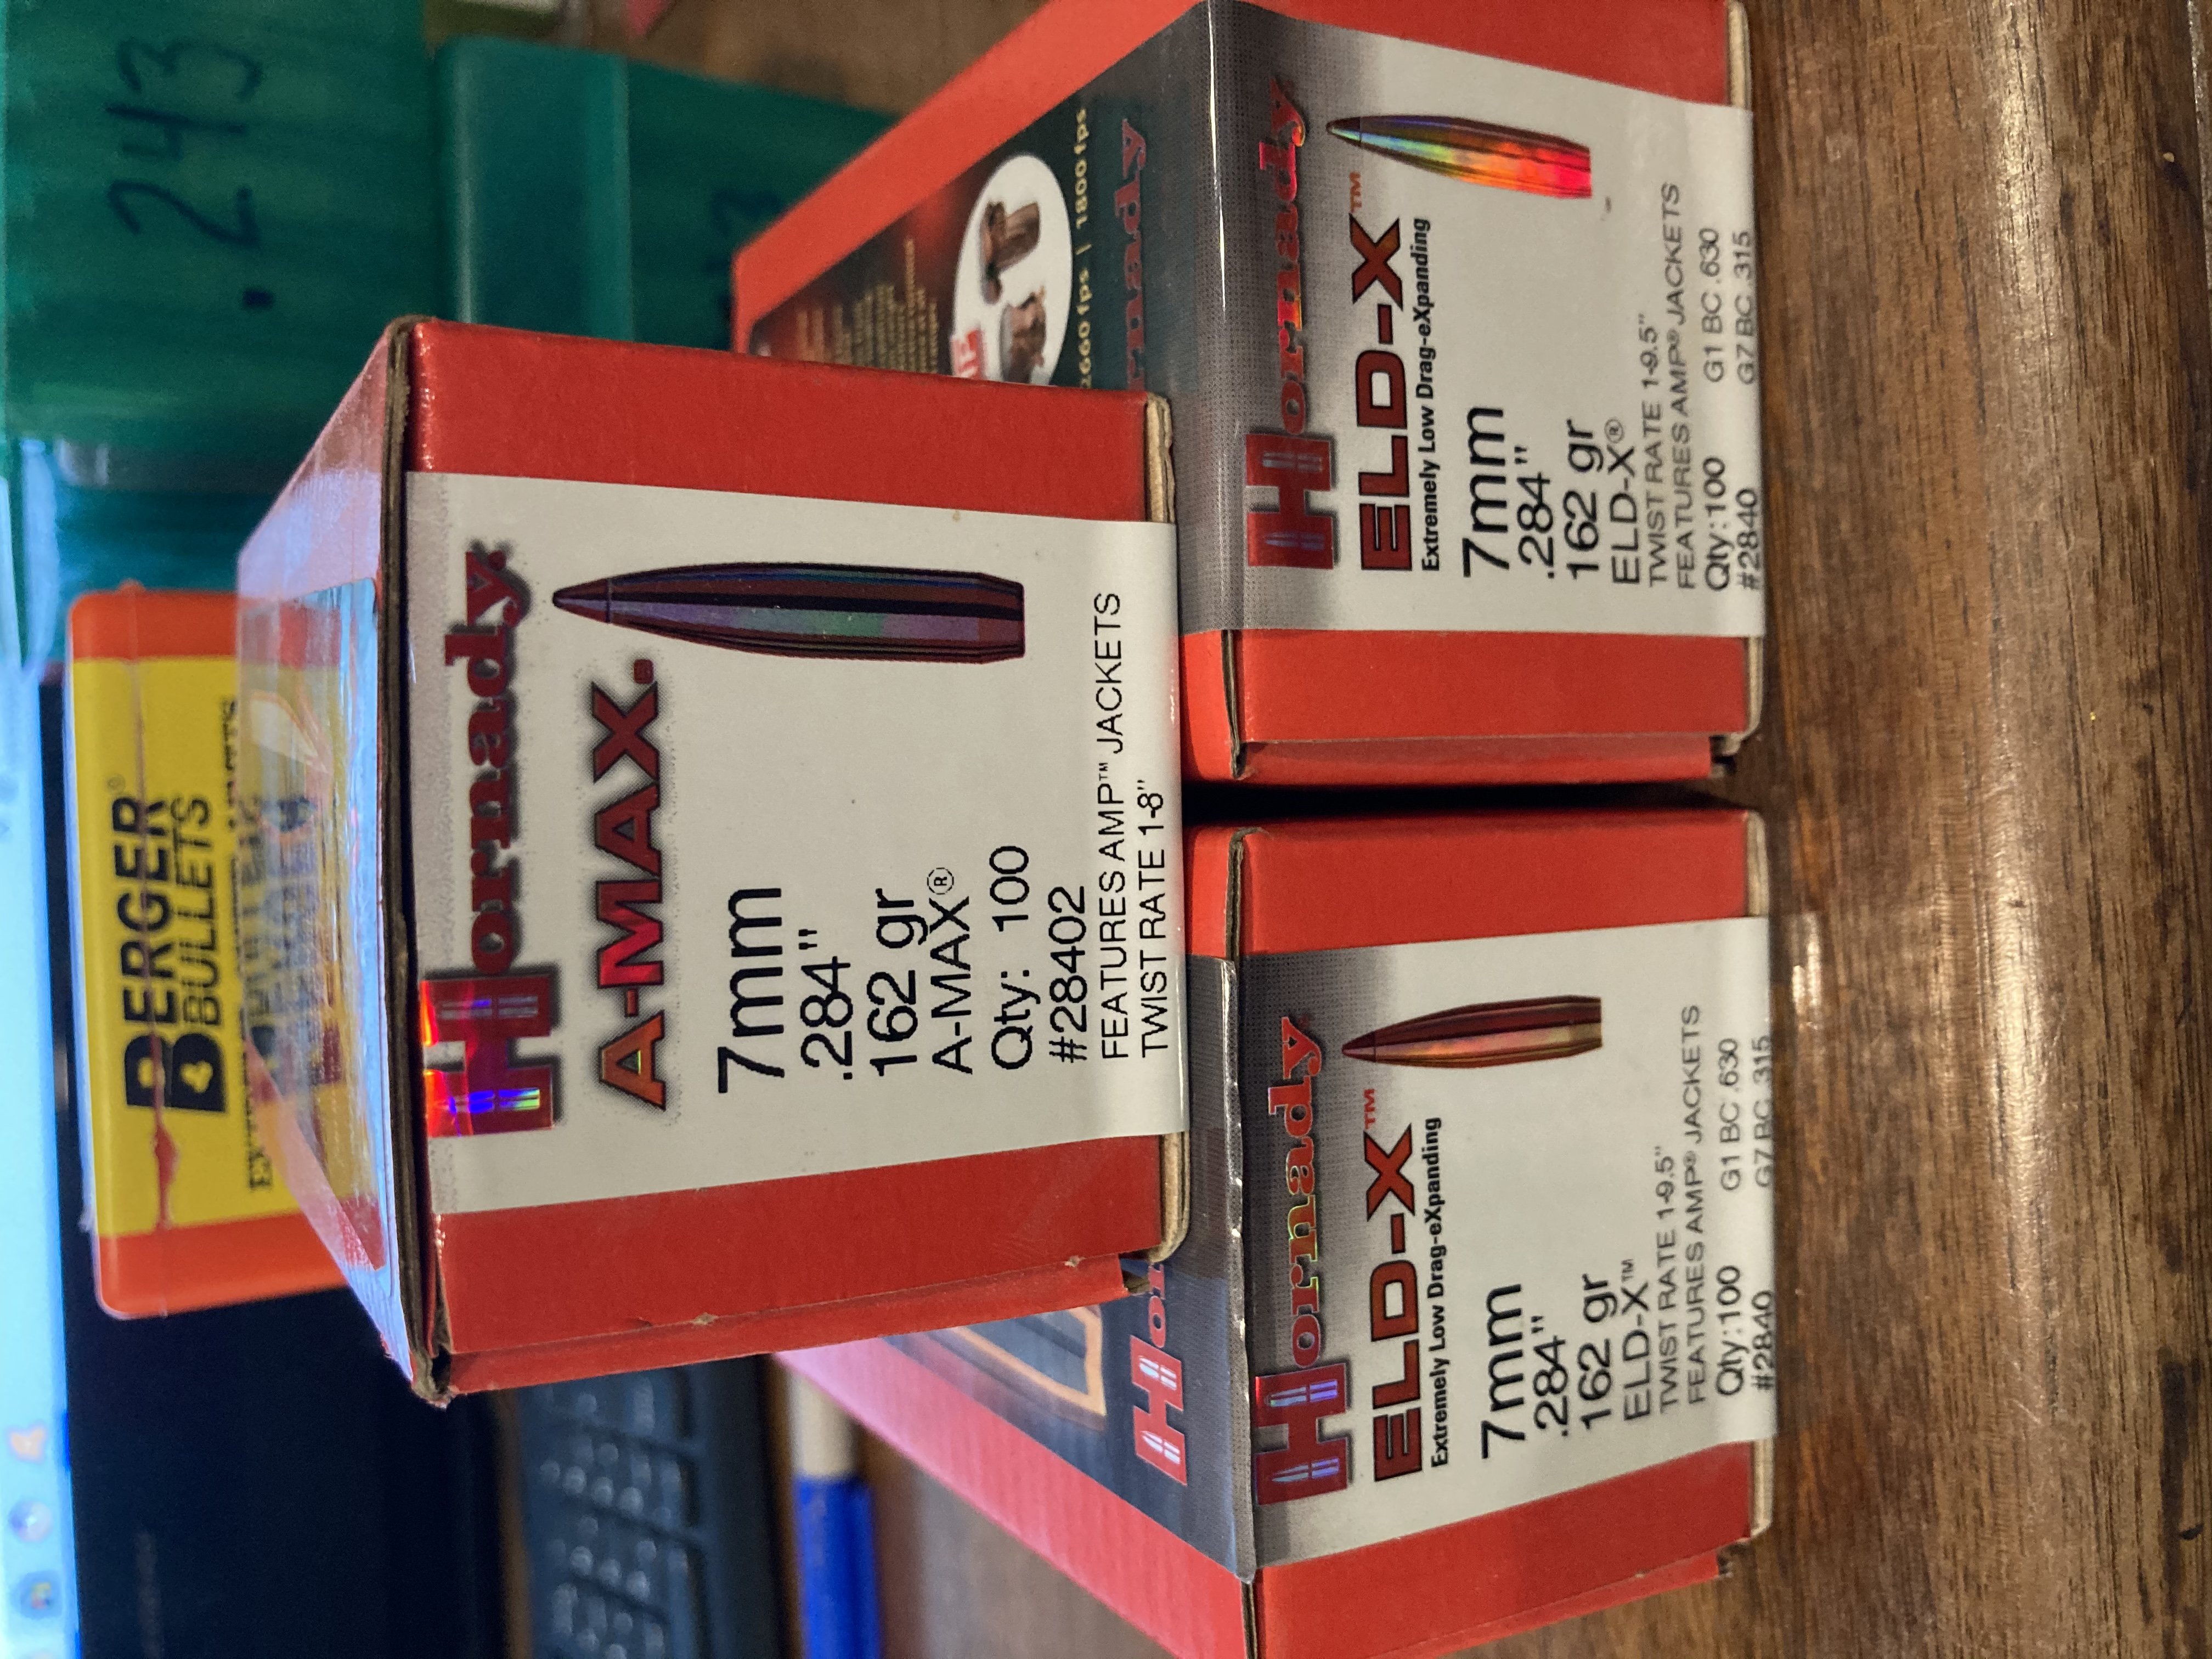 .243
BERGER
BULLETS
Hornady
A-MAX.
7mm
.284"
162 gr
A-MAX®
Qty: 100
#28402
FEATURES AMP™ JACKETS
TWIST RATE 1-8"
Hornady
ELD-X™
Extremely Low Drag-eXpanding
7mm
.284"
162 gr
ELD-X™
TWIST RATE 1-9.5"
FEATURES AMP® JACKETS
Qty:100 G1 BC .630
#2840 G7 BC .315
2660 fps | 1800 fps
Hornady
ELD-X™
Extremely Low Drag-eXpanding
7mm
.284"
162 gr
ELD-X®
TWIST RATE 1-9.5"
FEATURES AMP® JACKETS
Qty:100 G1 BC .630
#2840 G7 BC .315